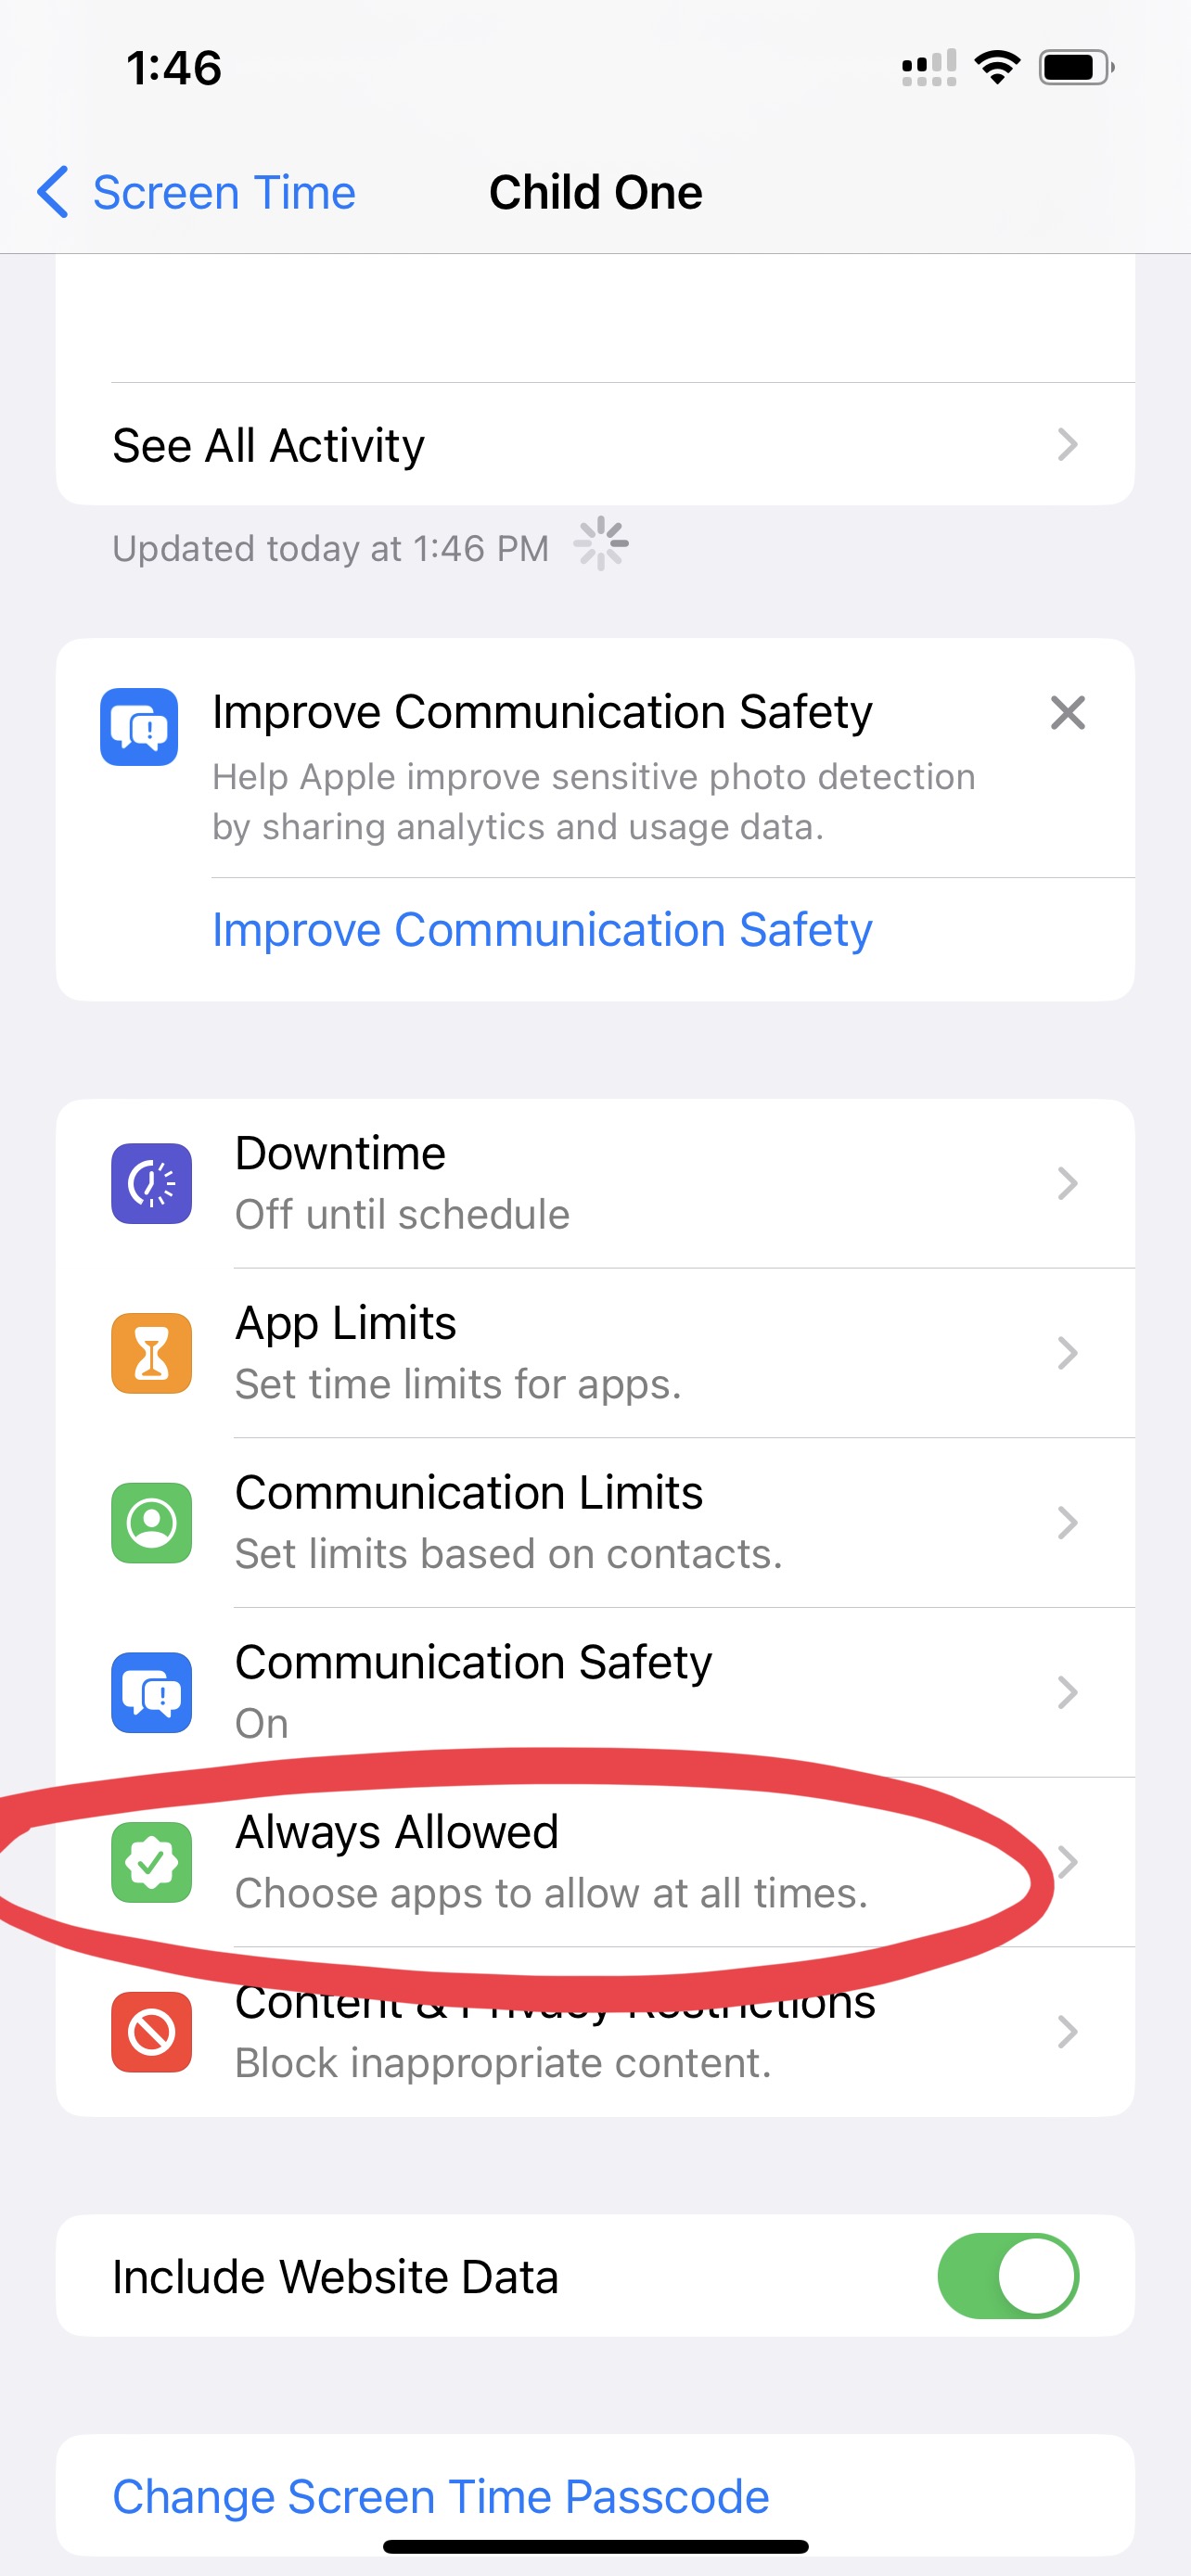 1:46
Screen Time
Child One
See All Activity
Updated today at 1:46 PM
Improve Communication Safety
Help Apple improve sensitive photo detection
by sharing analytics and usage data.
Improve Communication Safety
Downtime
Off until schedule
App Limits
Set time limits for apps.
Communication Limits
Set limits based on contacts.
Communication Safety
On
Always Allowed
Choose apps to allow at all times.
Content & Privacy Restrictions
Block inappropriate content.
Include Website Data
Change Screen Time Passcode